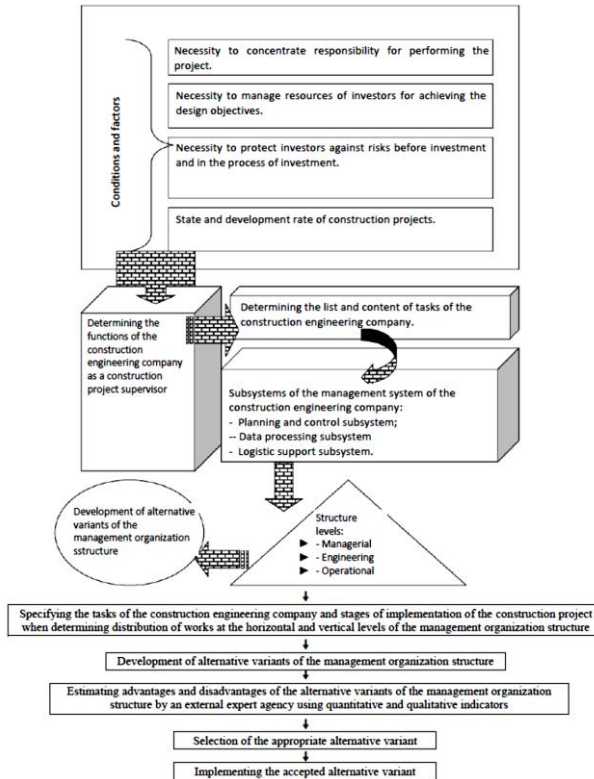 Conditions and factors
Necessity to concentrate responsibility for performing the
project.
Necessity to manage resources of investors for achieving the
design objectives.
Necessity to protect investors against risks before investment
and in the process of investment.
State and development rate of construction projects.
Determining the
functions of the
construction
engineering company
as a construction
project supervisor
Determining the list and content of tasks of the
construction engineering company.
Subsystems of the management system of the
construction engineering company:
- Planning and control subsystem;
-- Data processing subsystem
- Logistic support subsystem.
Development of alternative
variants of the
management organization
sstructure
Structure
levels:
► - Managerial
► - Engineering
► - Operational
Specifying the tasks of the construction engineering company and stages of implementation of the construction project
when determining distribution of works at the horizontal and vertical levels of the management organization structure
Development of alternative variants of the management organization structure
Estimating advantages and disadvantages of the alternative variants of the management organization
structure by an external expert agency using quantitative and qualitative indicators
Selection of the appropriate alternative variant
Implementing the accepted alternative variant